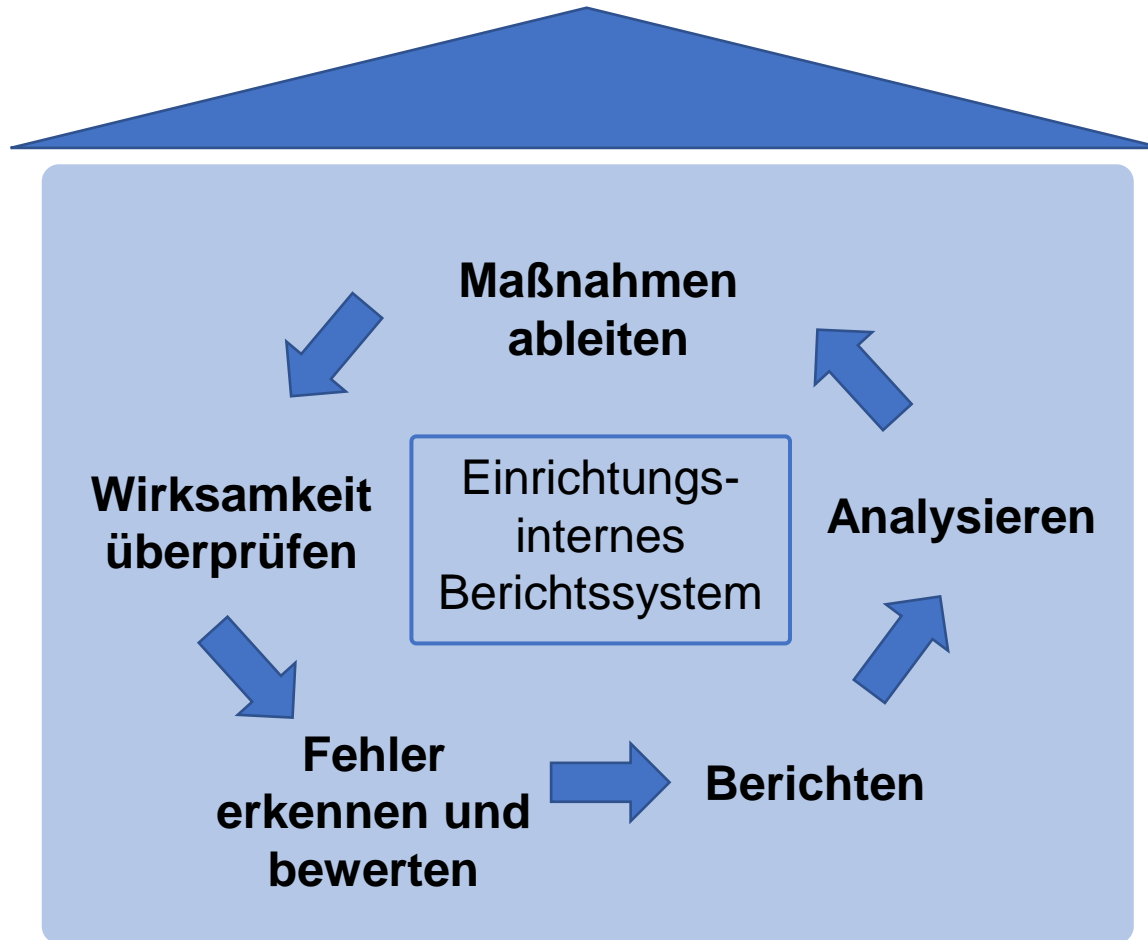 Maßnahmen
ableiten
Wirksamkeit
überprüfen
Einrichtungs-
internes
Berichtssystem
Analysieren
Fehler
erkennen und
bewerten
Berichten